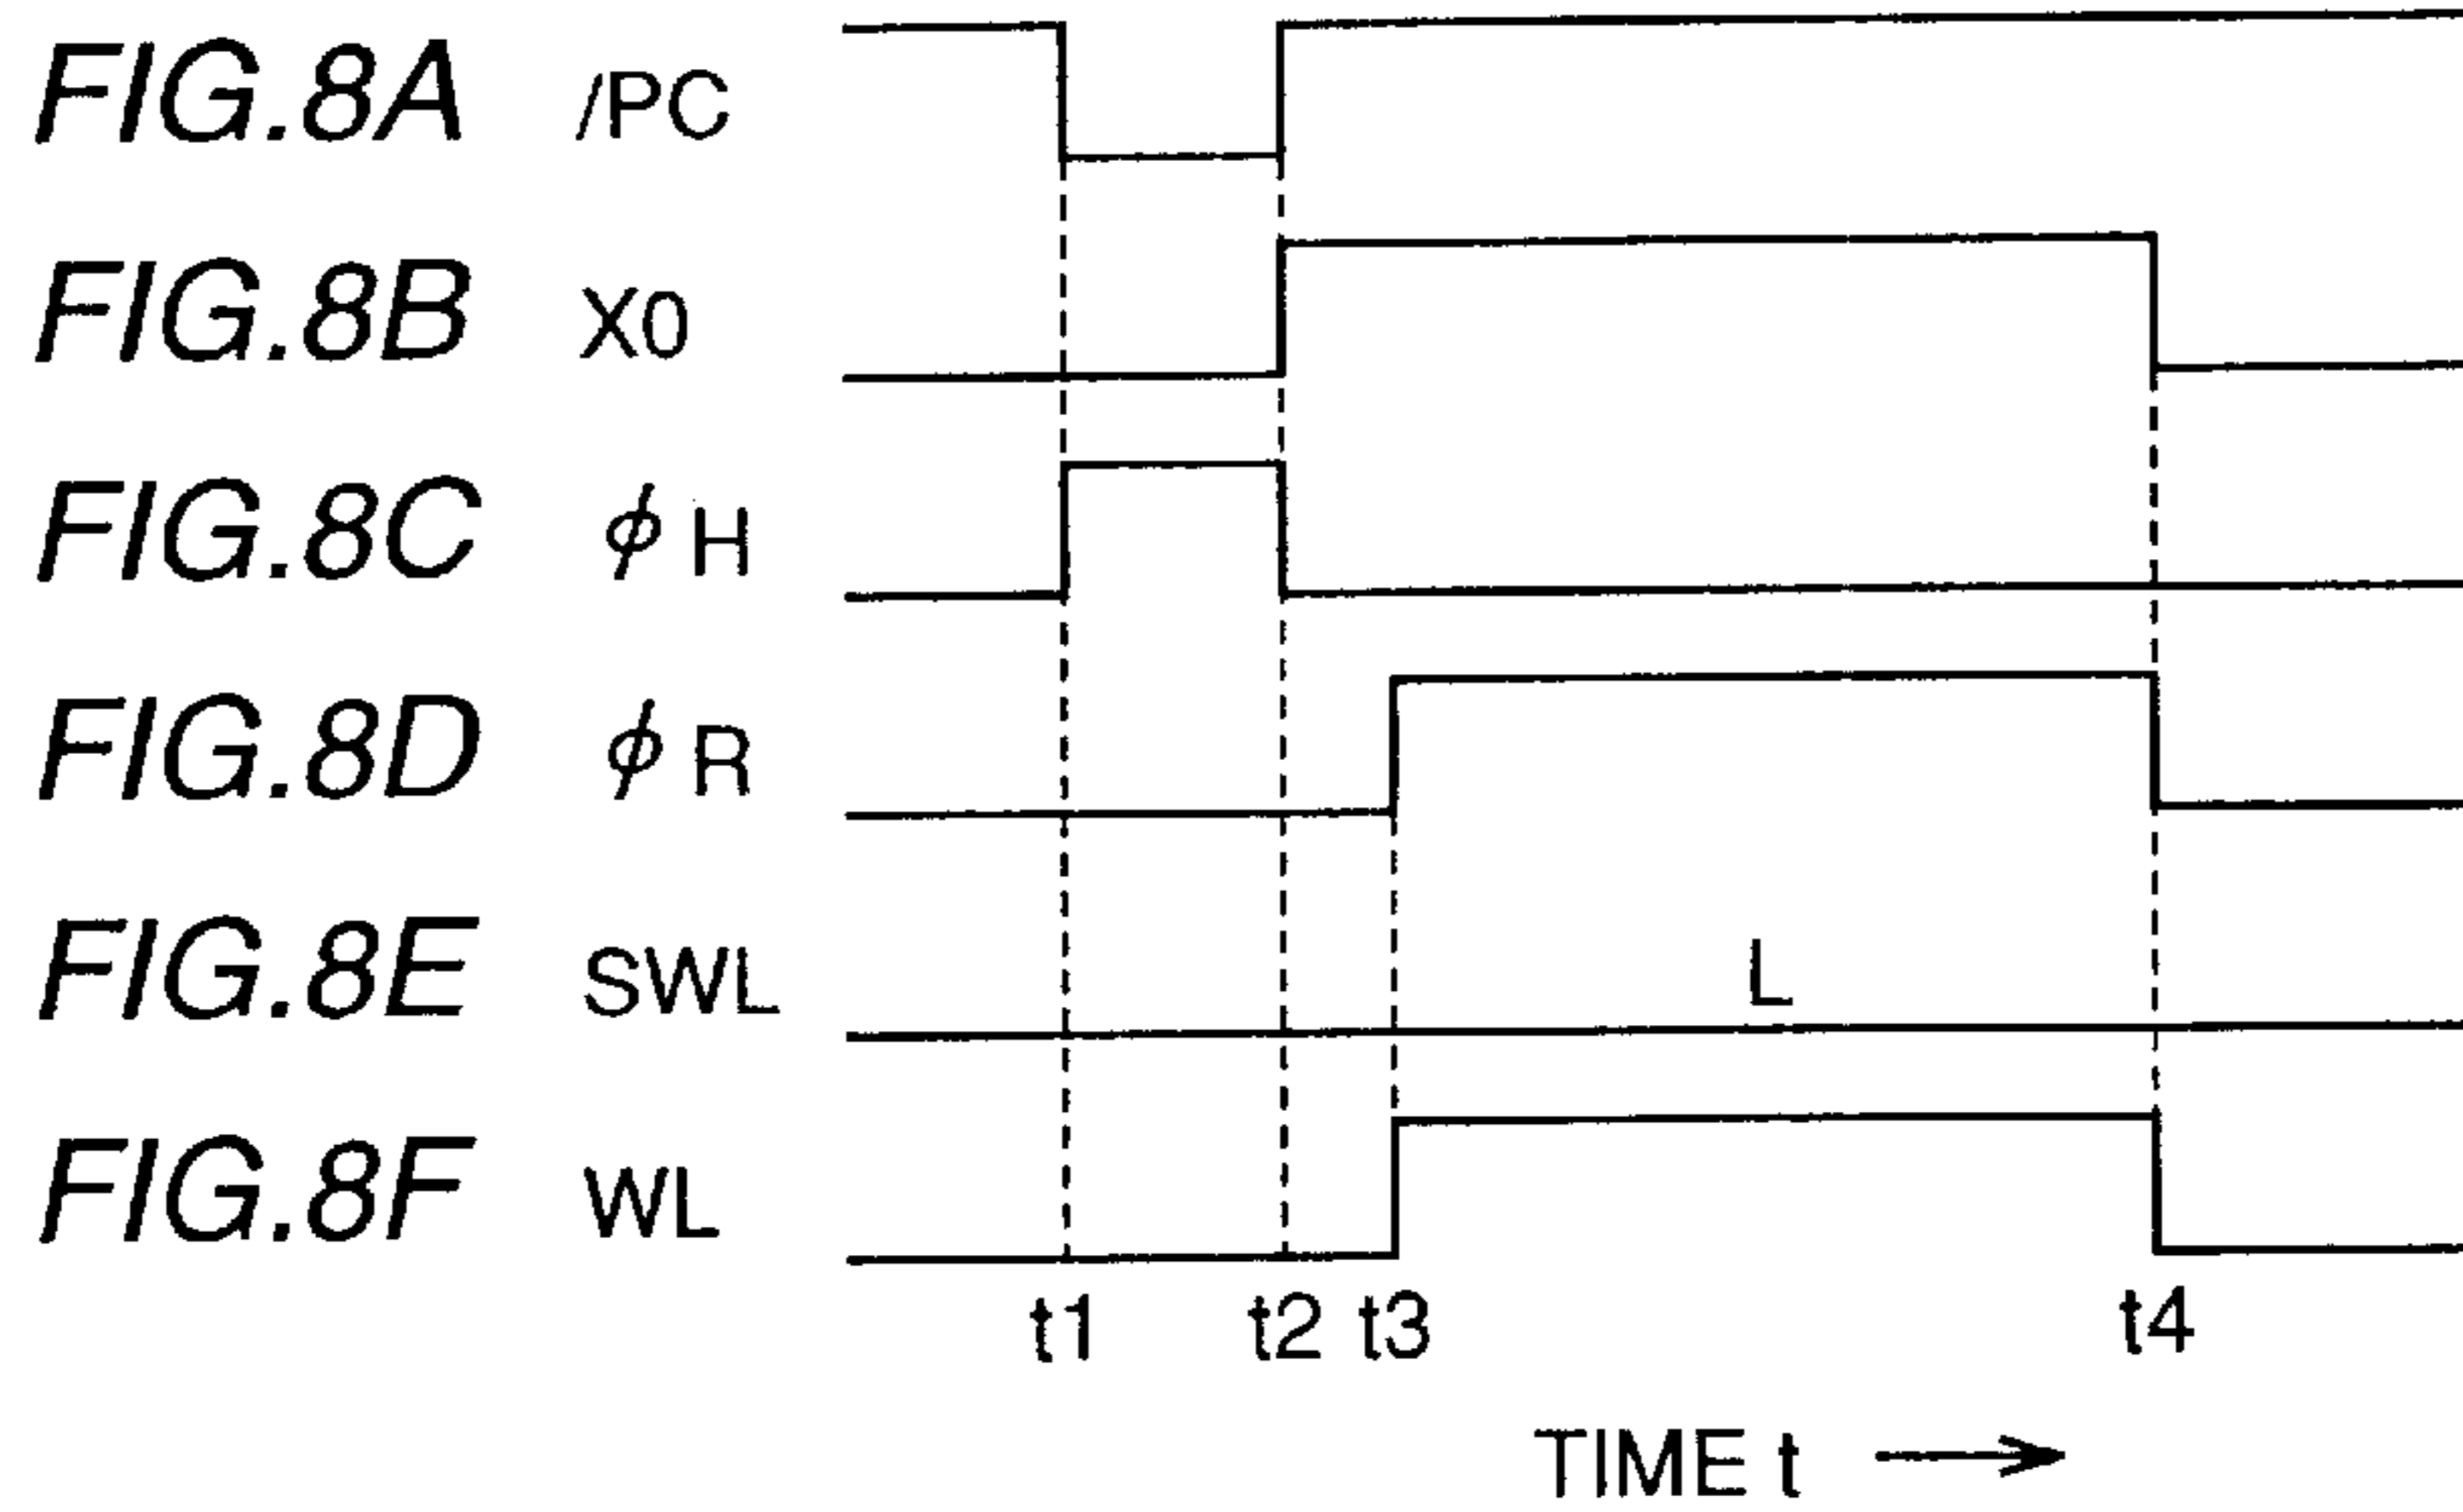 FIG.8A /PC
FIG.8B X0
FIG.8C ϕH
FIG.8D ϕR
FIG.8E SWL L
FIG.8F WL
t1 t2 t3 t4
TIME t